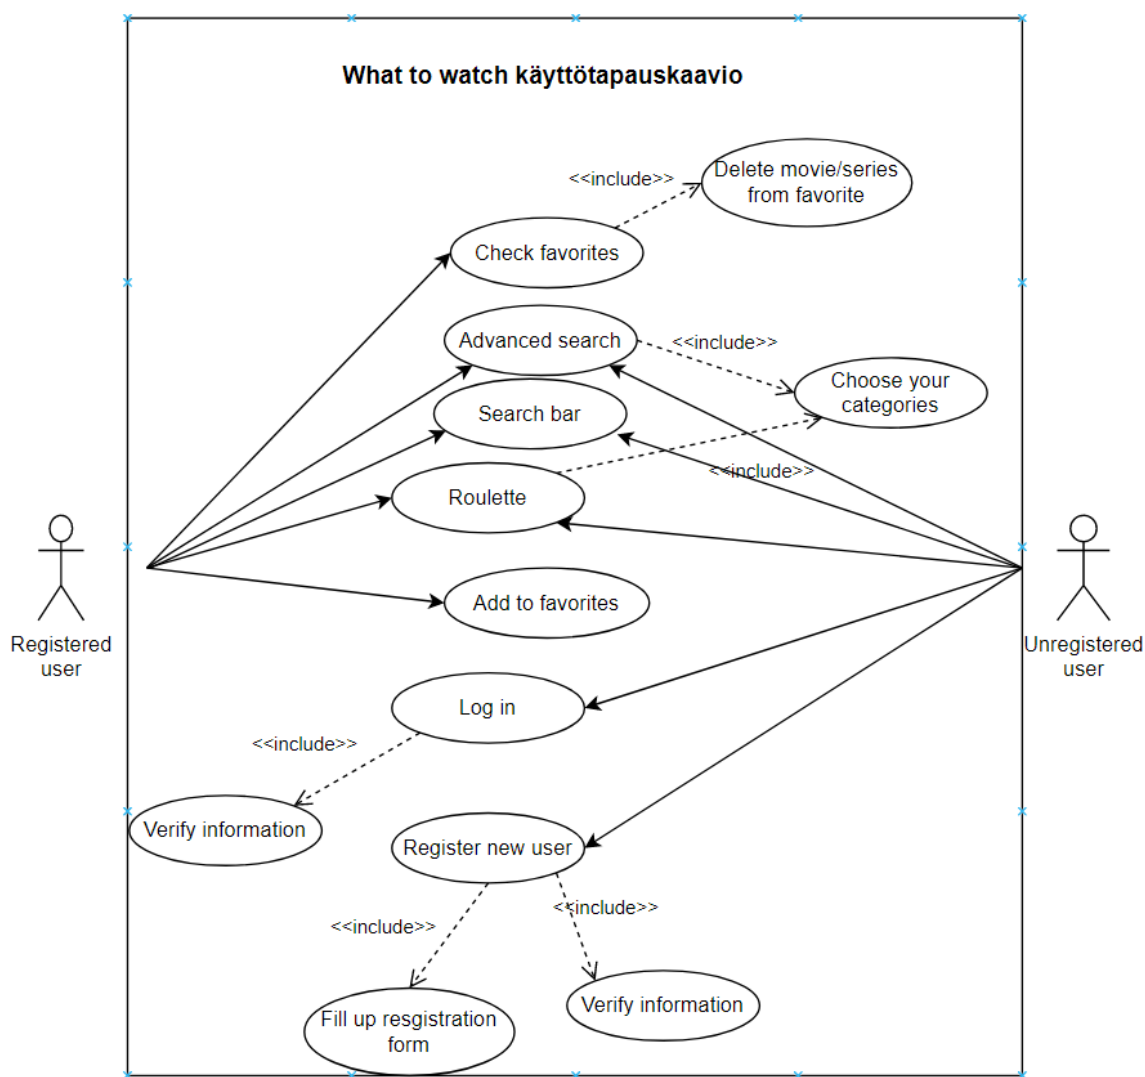 What to watch käyttötapauskaavio
Delete movie/series
from favorite
<<include>>
Check favorites
Advanced search
<<include>>
Choose your
categories
Search bar
<<include>>
Roulette
Registered
user
Unregistered
user
Add to favorites
Log in
<<include>>
Verify information
Register new user
<<include>>
<<include>>
Fill up resgistration
form
Verify information